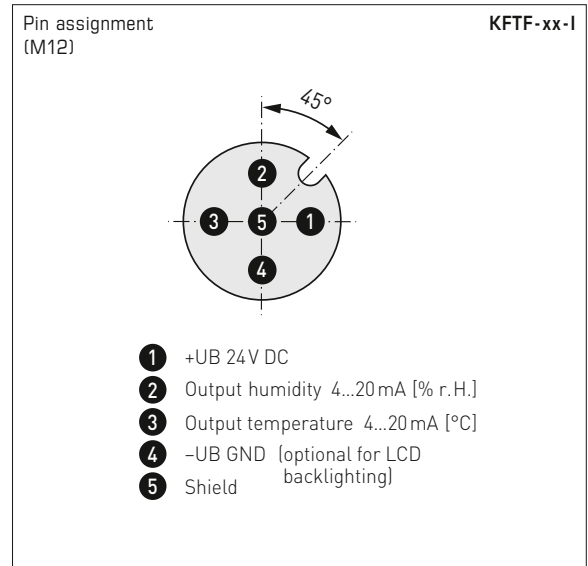 Pin assignment
(M12)
KFTF-xx-I
45°
2
3
5
1
4
1 +UB 24V DC
2 Output humidity 4...20 mA [% r.H.]
3 Output temperature 4...20 mA [°C]
4 –UB GND (optional for LCD
backlighting)
5 Shield